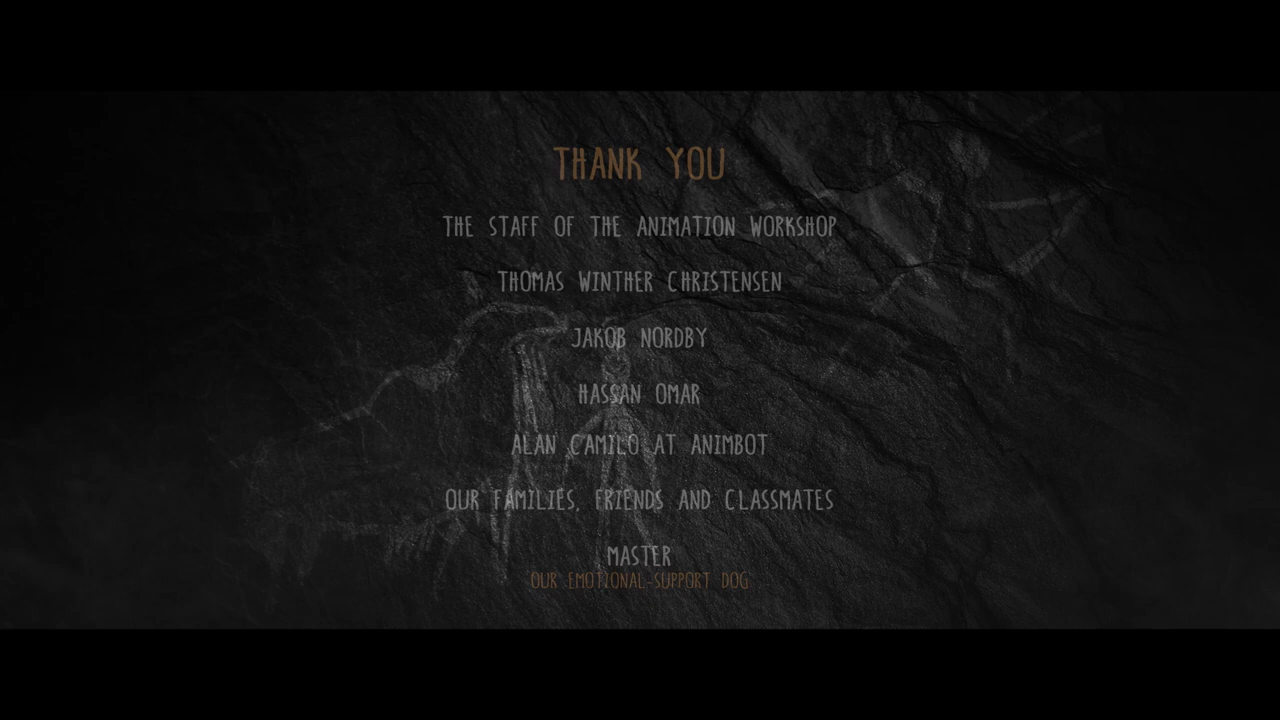 THANK YOU
THE STAFF OF THE ANIMATION WORKSHOP
THOMAS WINTHER CHRISTENSEN
JAKOB NORDBY
HASSAN OMAR
ALAN CAMILO AT ANIMBOT
OUR FAMILIES, FRIENDS AND CLASSMATES
MASTER
OUR EMOTIONAL-SUPPORT DOG